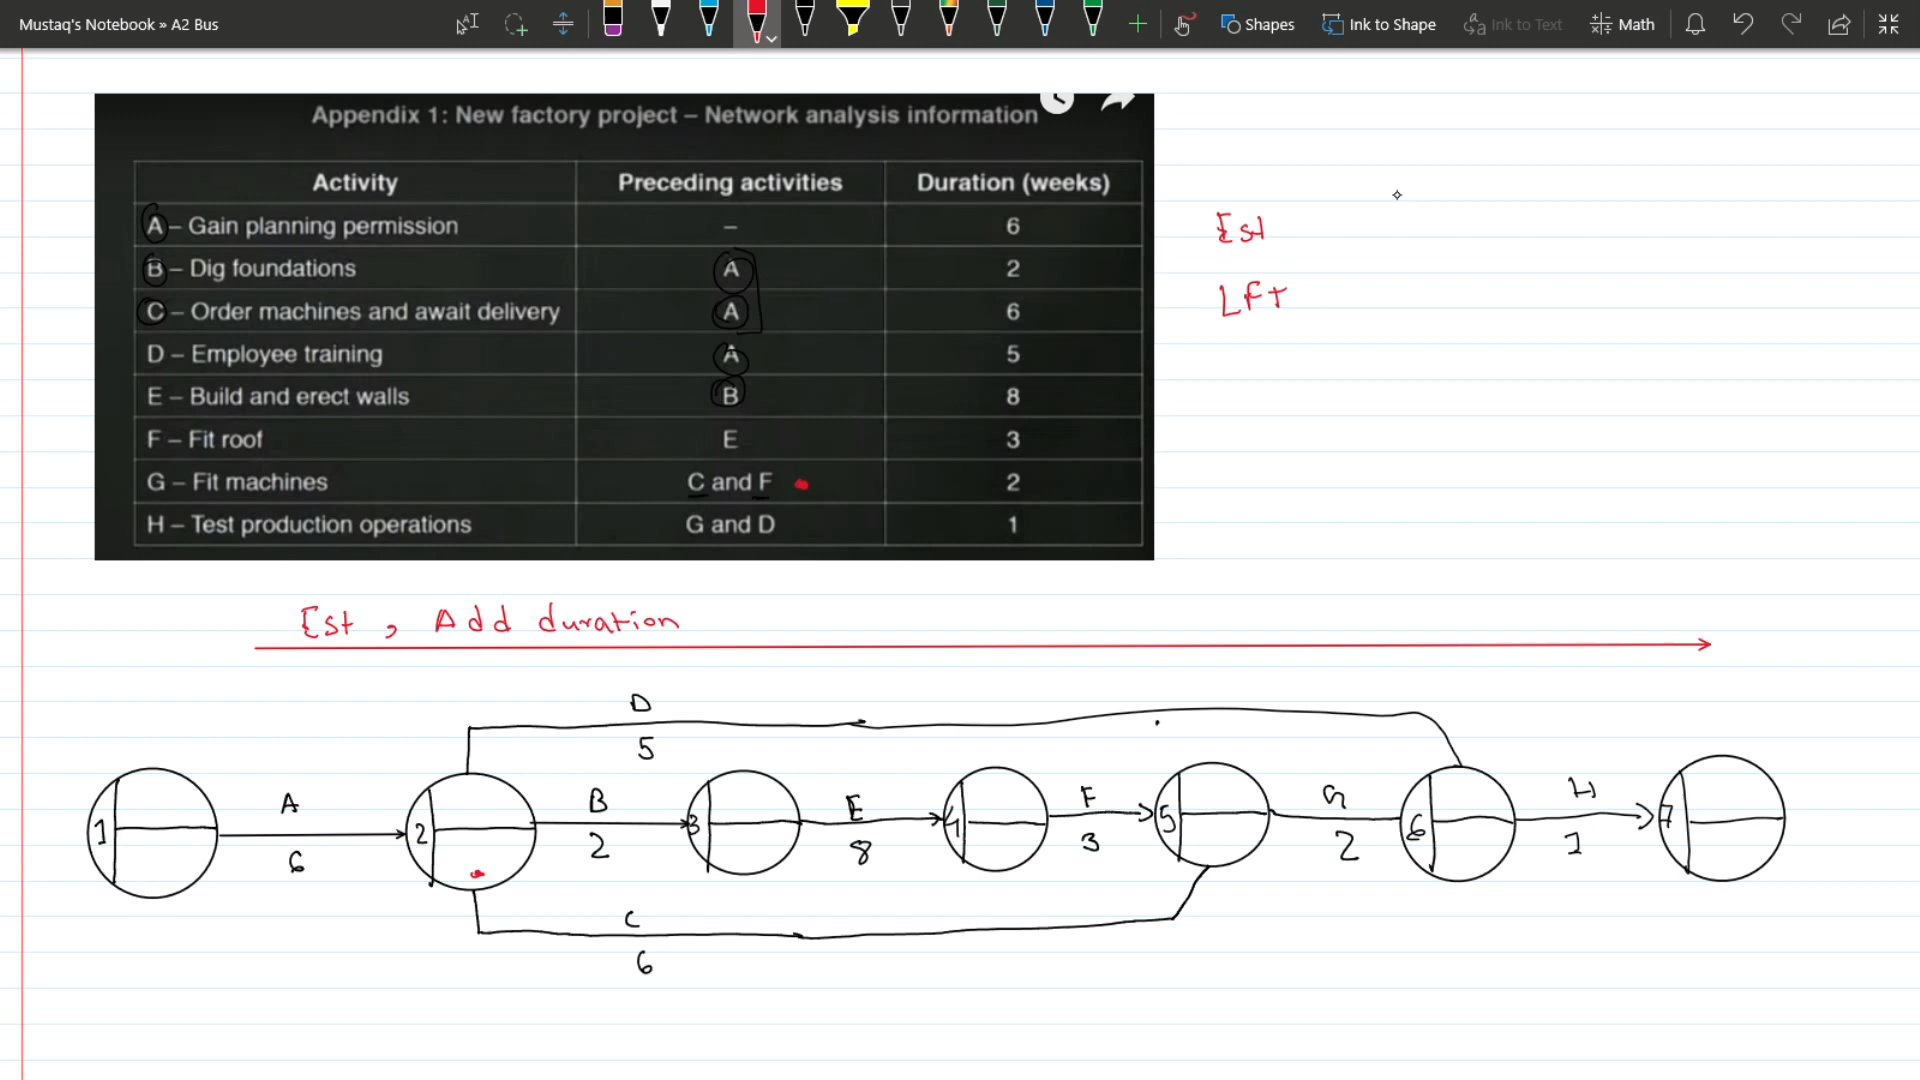 Mustaq's Notebook » A2 Bus
Shapes
Ink to Shape
Ink to Text
Math
Appendix 1: New factory project – Network analysis information
Activity Preceding activities Duration (weeks)
A – Gain planning permission – 6
B – Dig foundations A 2
C – Order machines and await delivery A 6
D – Employee training A 5
E – Build and erect walls B 8
F – Fit roof E 3
G – Fit machines C and F 2
H – Test production operations G and D 1
Est
LFT
Est , Add duration
D
5
A B E F G H
1 2 3 4 5 6 7
6 2 8 3 2 1
C
6